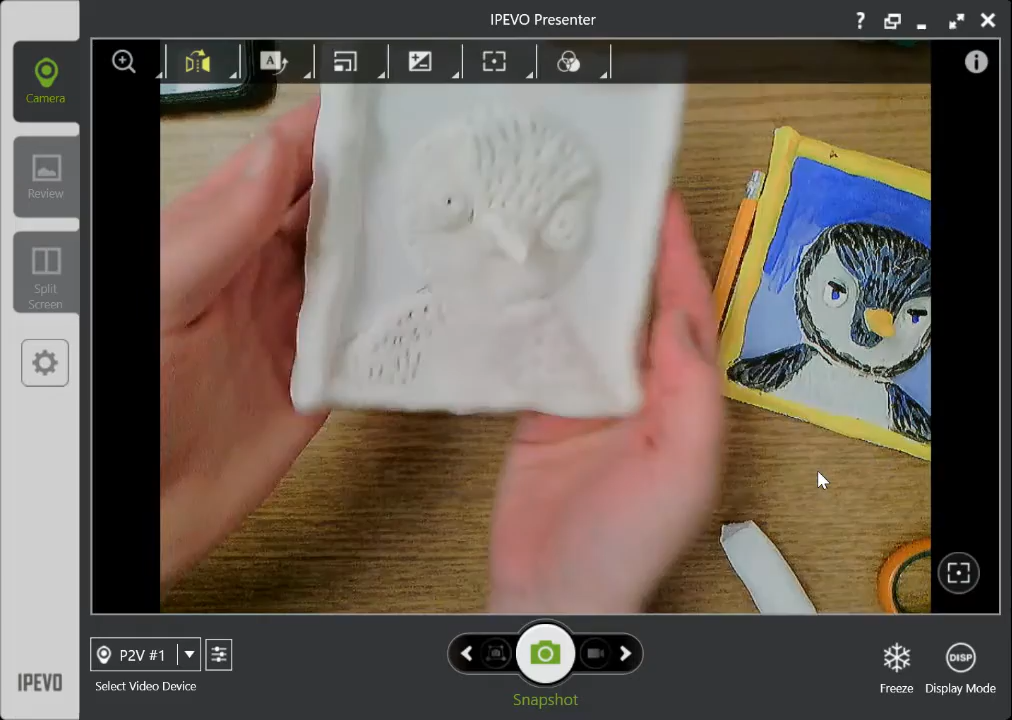 IPEVO Presenter
?
Camera
A
i
Review
Split
Screen
P2V #1
DISP
IPEVO
Select Video Device
Freeze
Display Mode
Snapshot